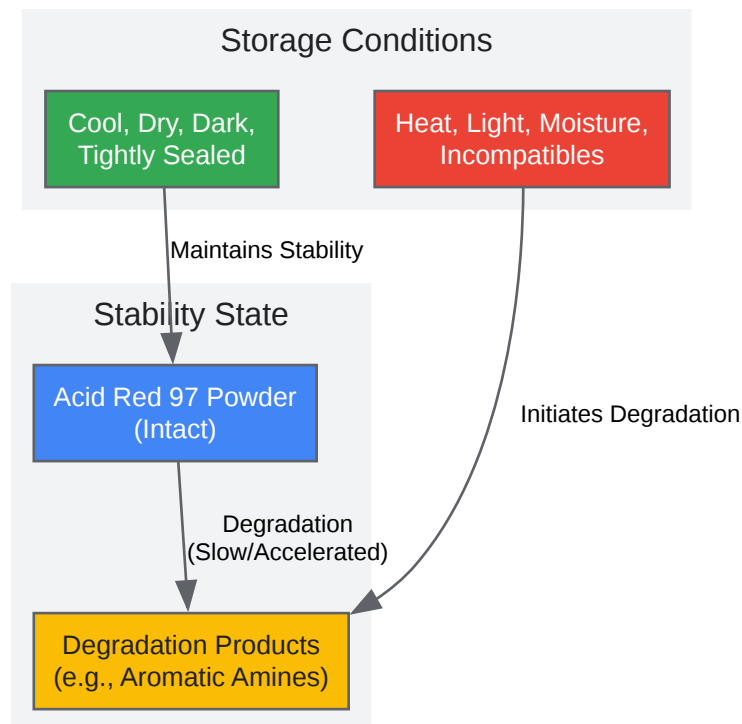 Storage Conditions
Cool, Dry, Dark,
Tightly Sealed
Heat, Light, Moisture,
Incompatibles
Maintains Stability
Stability State
Acid Red 97 Powder
(Intact)
Initiates Degradation
Degradation
(Slow/Accelerated)
Degradation Products
(e.g., Aromatic Amines)